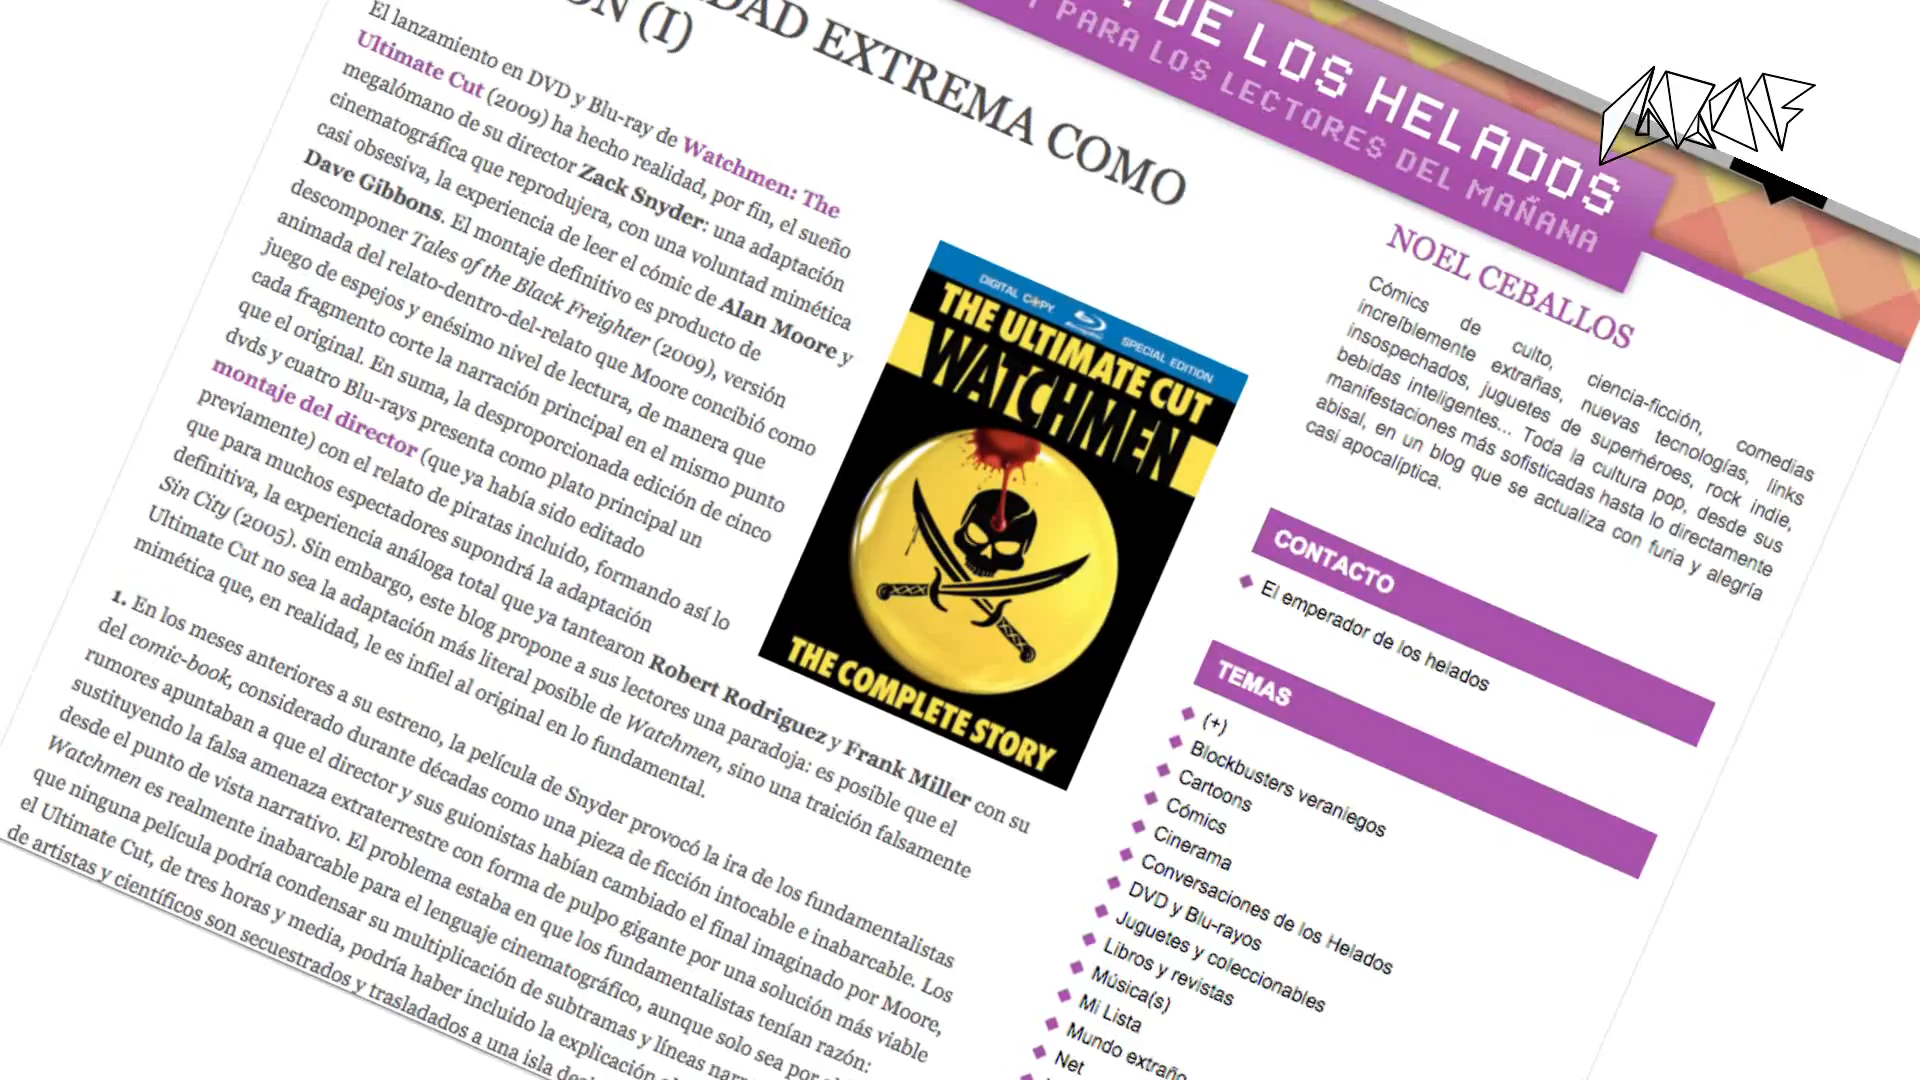 DAD EXTREMA COMO
ÓN (I)
El lanzamiento en DVD y Blu-ray de Watchmen: The
Ultimate Cut (2009) ha hecho realidad, por fin, el sueño
megalómano de su director Zack Snyder: una adaptación
cinematográfica que reprodujera, con una voluntad mimética
casi obsesiva, la experiencia de leer el cómic de Alan Moore y
Dave Gibbons. El montaje definitivo es producto de
descomponer Tales of the Black Freighter (2009), versión
animada del relato-dentro-del-relato que Moore concibió como
juego de espejos y enésimo nivel de lectura, de manera que
cada fragmento corte la narración principal en el mismo punto
que el original. En suma, la desproporcionada edición de cinco
dvds y cuatro Blu-rays presenta como plato principal un
montaje del director (que ya había sido editado
previamente) con el relato de piratas incluido, formando así lo
que para muchos espectadores supondrá la adaptación
definitiva, la experiencia análoga total que ya tantearon Robert Rodriguez y Frank Miller con su
Sin City (2005). Sin embargo, este blog propone a sus lectores una paradoja: es posible que el
Ultimate Cut no sea la adaptación más literal posible de Watchmen, sino una traición falsamente
mimética que, en realidad, le es infiel al original en lo fundamental.
1. En los meses anteriores a su estreno, la película de Snyder provocó la ira de los fundamentalistas
del comic-book, considerado durante décadas como una pieza de ficción intocable e inabarcable. Los
rumores apuntaban a que el director y sus guionistas habían cambiado el final imaginado por Moore,
sustituyendo la falsa amenaza extraterrestre con forma de pulpo gigante por una solución más viable
desde el punto de vista narrativo. El problema estaba en que los fundamentalistas tenían razón:
Watchmen es realmente inabarcable para el lenguaje cinematográfico, aunque solo sea por
que ninguna película podría condensar su multiplicación de subtramas y líneas
el Ultimate Cut, de tres horas y media, podría haber incluido la explicación
de artistas y científicos son secuestrados y trasladados a una isla
DIGITAL COPY
Blu-ray Disc
SPECIAL EDITION
THE ULTIMATE CUT
WATCHMEN
THE COMPLETE STORY
DE LOS HELADOS
PARA LOS LECTORES DEL MAÑANA
NOEL CEBALLOS
Cómics de culto, ciencia-ficción, comedias
increíblemente extrañas, nuevas tecnologías, links
insospechados, juguetes de superhéroes, rock indie,
bebidas inteligentes... Toda la cultura pop, desde sus
manifestaciones más sofisticadas hasta lo directamente
abisal, en un blog que se actualiza con furia y alegría
casi apocalíptica.
CONTACTO
El emperador de los helados
TEMAS
(+)
Blockbusters veraniegos
Cartoons
Cómics
Cinerama
Conversaciones de los Helados
DVD y Blu-rayos
Juguetes y coleccionables
Libros y revistas
Música(s)
Mi Lista
Mundo extraño
Net